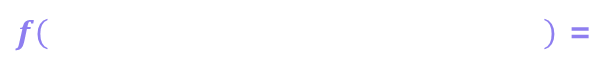 f( ) =